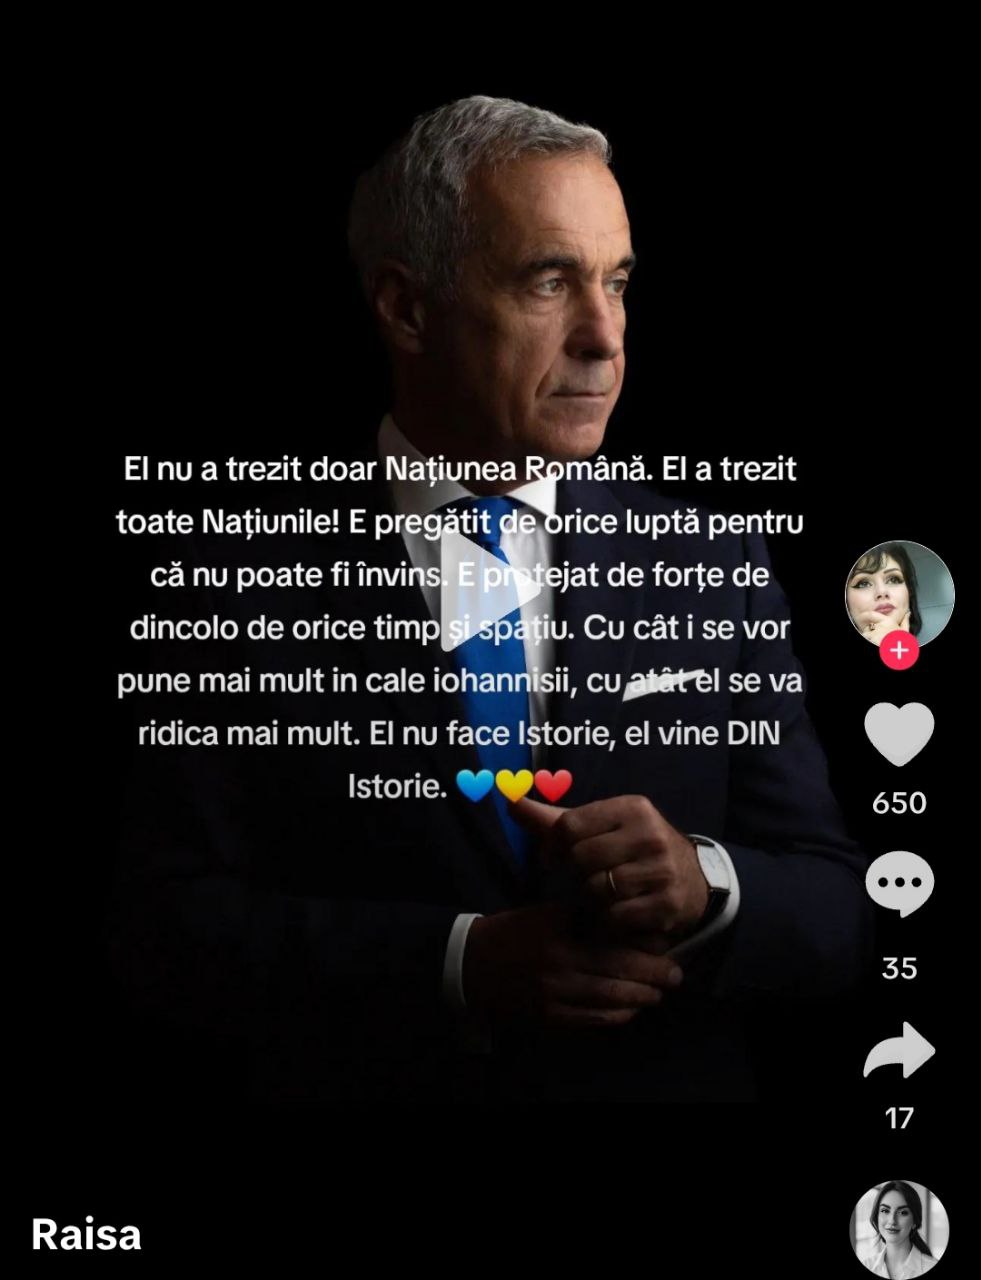 El nu a trezit doar Națiunea Română. El a trezit
toate Națiunile! E pregătit de orice luptă pentru
că nu poate fi învins. E protejat de forțe de
dincolo de orice timp și spațiu. Cu cât i se vor
pune mai mult in cale iohannisii, cu atât el se va
ridica mai mult. El nu face Istorie, el vine DIN
Istorie. 💙💛❤️
650
35
17
Raisa